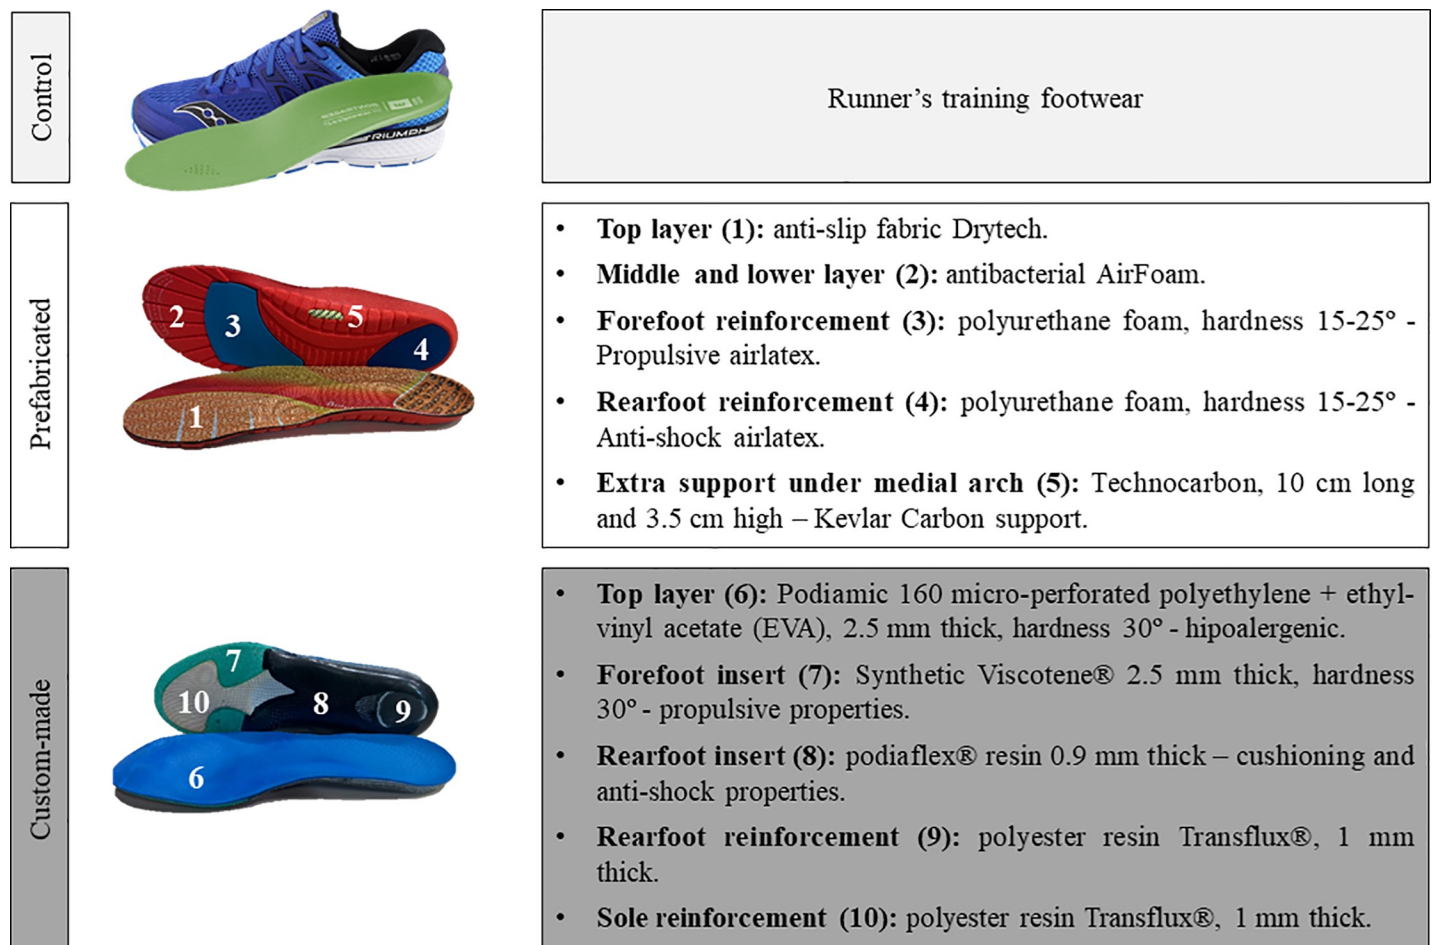 Control
RIUMPH
Runner’s training footwear
Prefabricated
2
3
5
4
1
• Top layer (1): anti-slip fabric Drytech.
• Middle and lower layer (2): antibacterial AirFoam.
• Forefoot reinforcement (3): polyurethane foam, hardness 15-25º -
Propulsive airlatex.
• Rearfoot reinforcement (4): polyurethane foam, hardness 15-25º -
Anti-shock airlatex.
• Extra support under medial arch (5): Technocarbon, 10 cm long
and 3.5 cm high – Kevlar Carbon support.
Custom-made
7
10
8
9
6
• Top layer (6): Podiamic 160 micro-perforated polyethylene + ethyl-
vinyl acetate (EVA), 2.5 mm thick, hardness 30º - hipoalergenic.
• Forefoot insert (7): Synthetic Viscotene® 2.5 mm thick, hardness
30º - propulsive properties.
• Rearfoot insert (8): podiaflex® resin 0.9 mm thick – cushioning and
anti-shock properties.
• Rearfoot reinforcement (9): polyester resin Transflux®, 1 mm
thick.
• Sole reinforcement (10): polyester resin Transflux®, 1 mm thick.